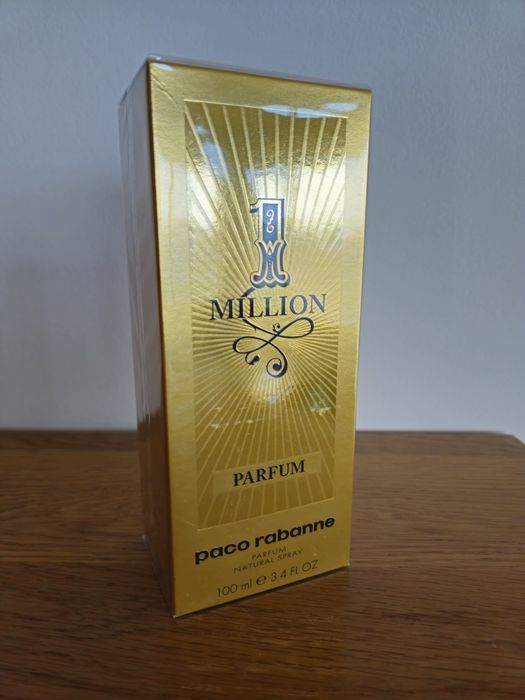 1
MILLION
PARFUM
paco rabanne
PARFUM
NATURAL SPRAY
100 ml ℮ 3.4 FL OZ